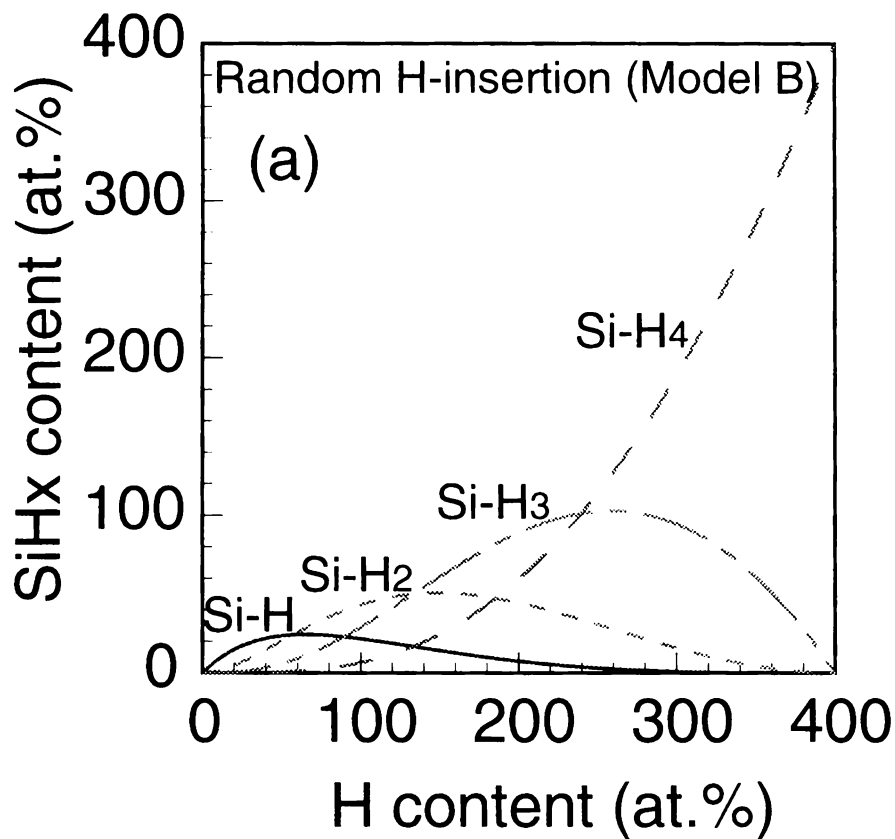 400
Random H-insertion (Model B)
(a)
300
Si-H4
200
Si-H3
100
Si-H2
Si-H
0
SiHx content (at.%)
0 100 200 300 400
H content (at.%)